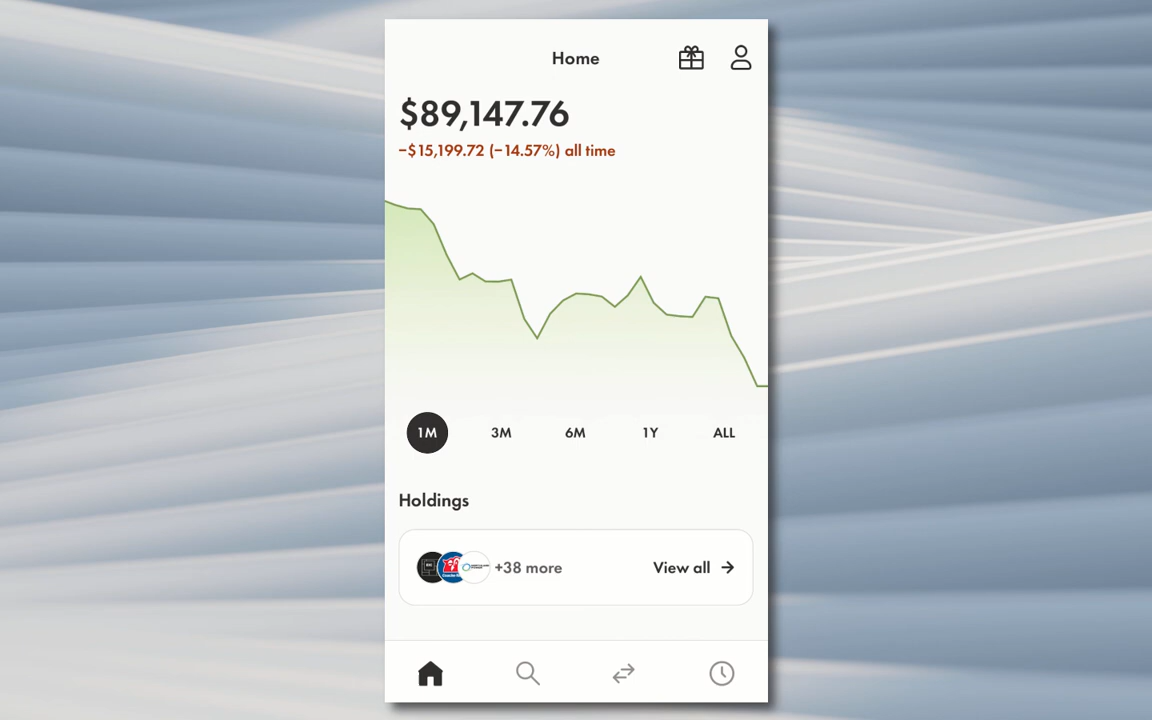 Home
$89,147.76
−$15,199.72 (−14.57%) all time
1M 3M 6M 1Y ALL
Holdings
+38 more View all →